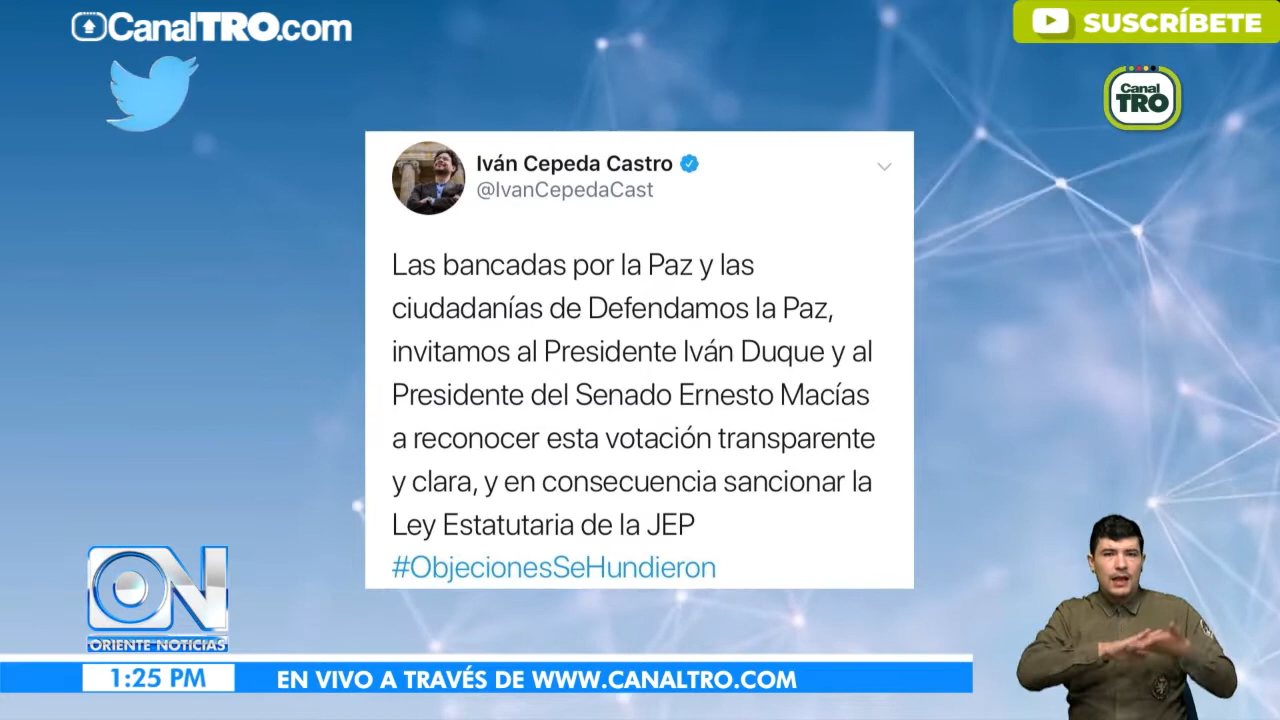 CanalTRO.com
SUSCRÍBETE
Canal
TRO
Iván Cepeda Castro
@IvanCepedaCast
Las bancadas por la Paz y las
ciudadanías de Defendamos la Paz,
invitamos al Presidente Iván Duque y al
Presidente del Senado Ernesto Macías
a reconocer esta votación transparente
y clara, y en consecuencia sancionar la
Ley Estatutaria de la JEP
#ObjecionesSeHundieron
ON
ORIENTE NOTICIAS
1:25 PM
EN VIVO A TRAVÉS DE WWW.CANALTRO.COM